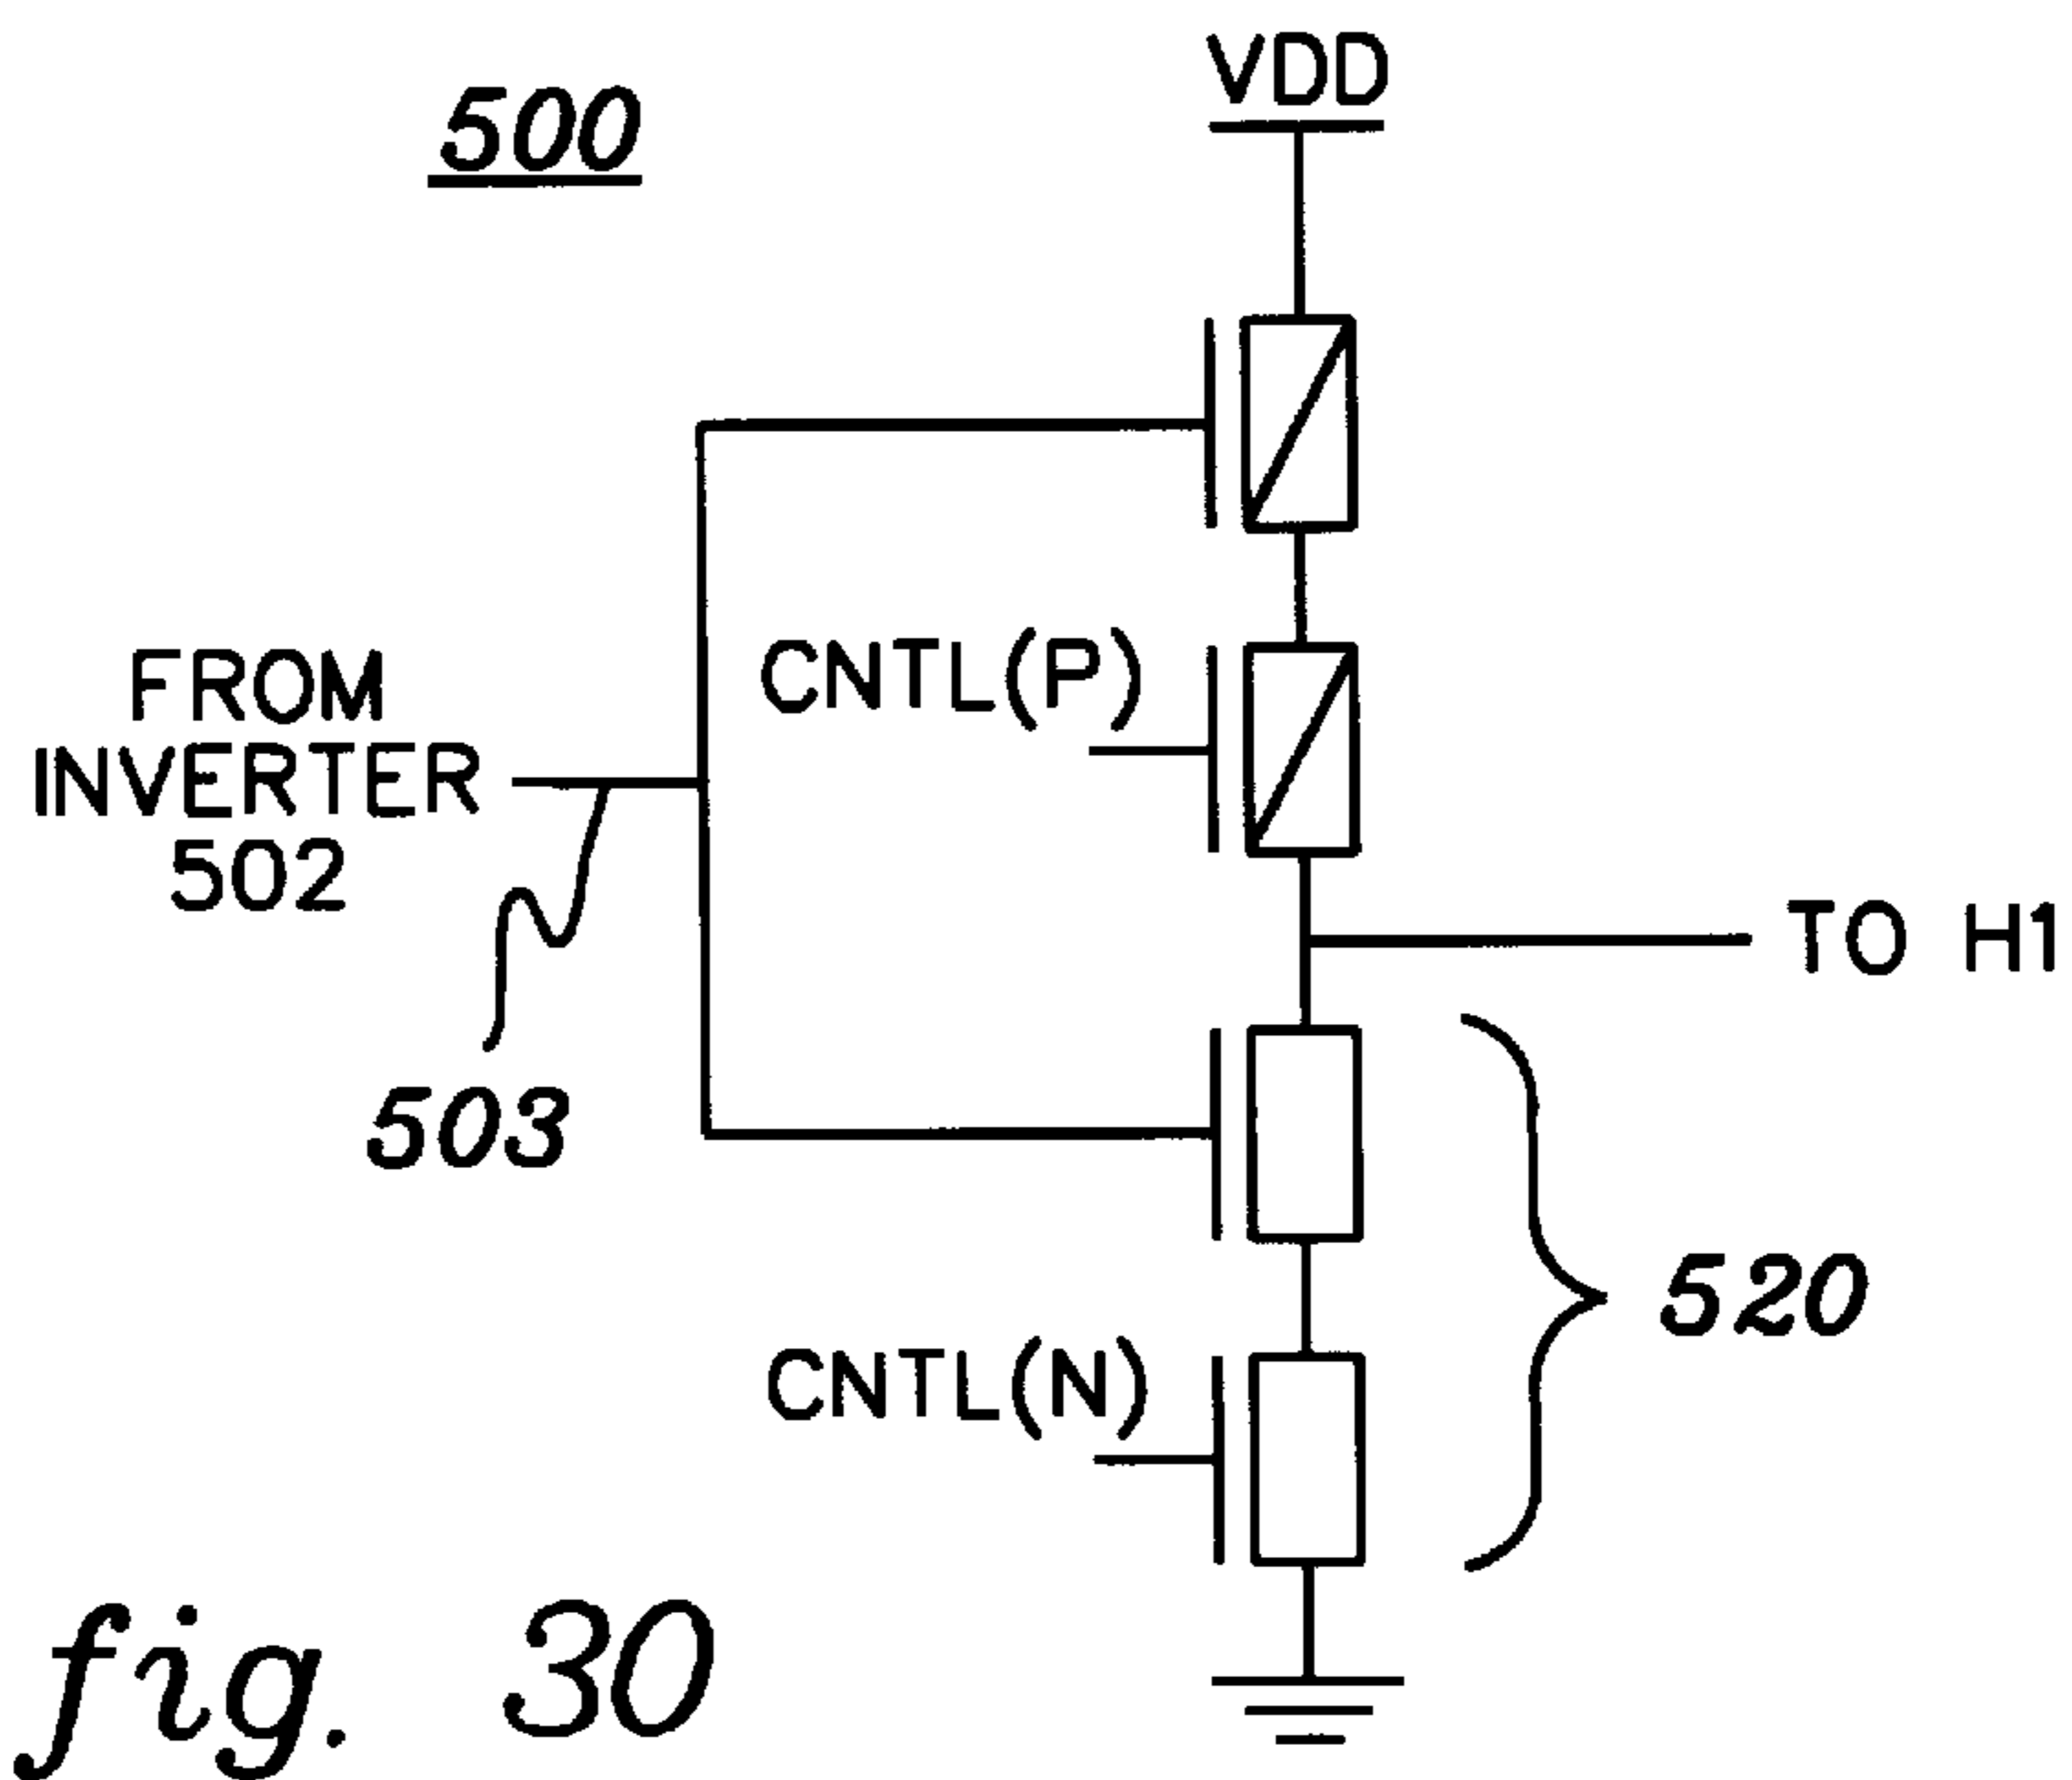 500
VDD
CNTL(P)
FROM
INVERTER
502
TO H1
503
520
CNTL(N)
fig. 30